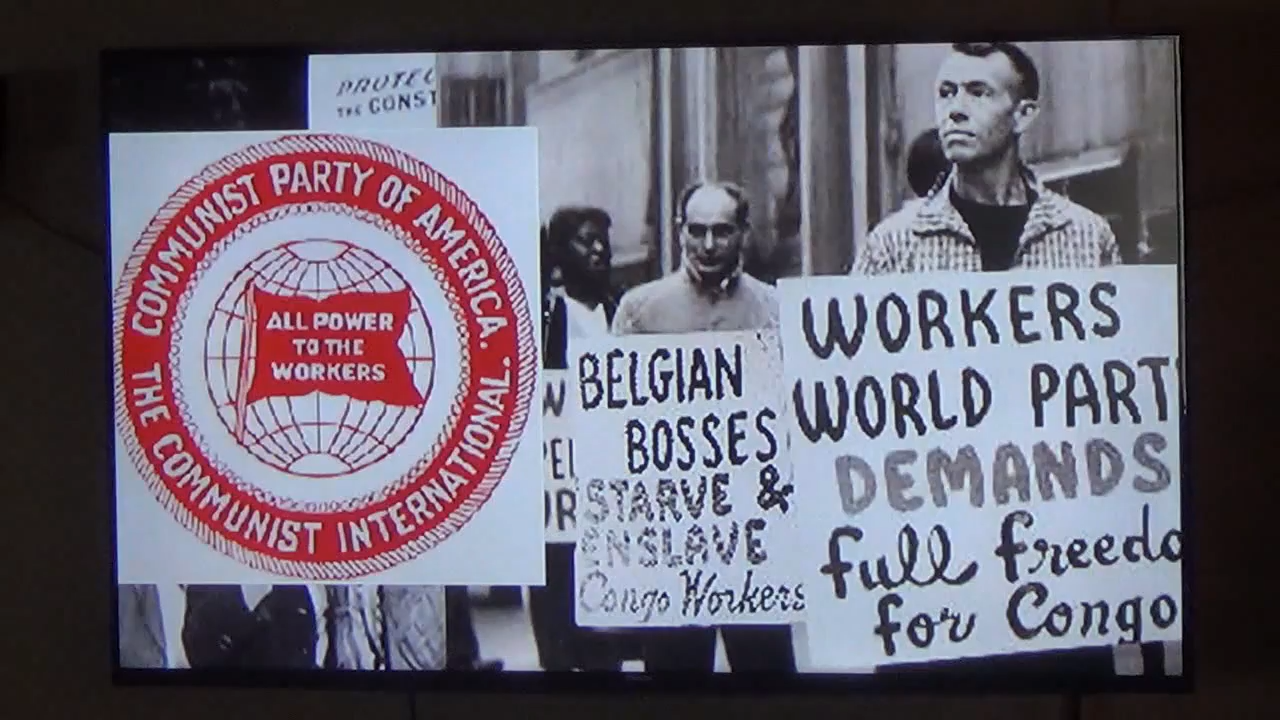 PROTEC
THE CONST
COMMUNIST PARTY OF AMERICA.
THE COMMUNIST INTERNATIONAL.
ALL POWER
TO THE
WORKERS
BELGIAN
BOSSES
STARVE &
ENSLAVE
Congo Workers
WORKERS
WORLD PART
DEMANDS
full freedo
for Congo